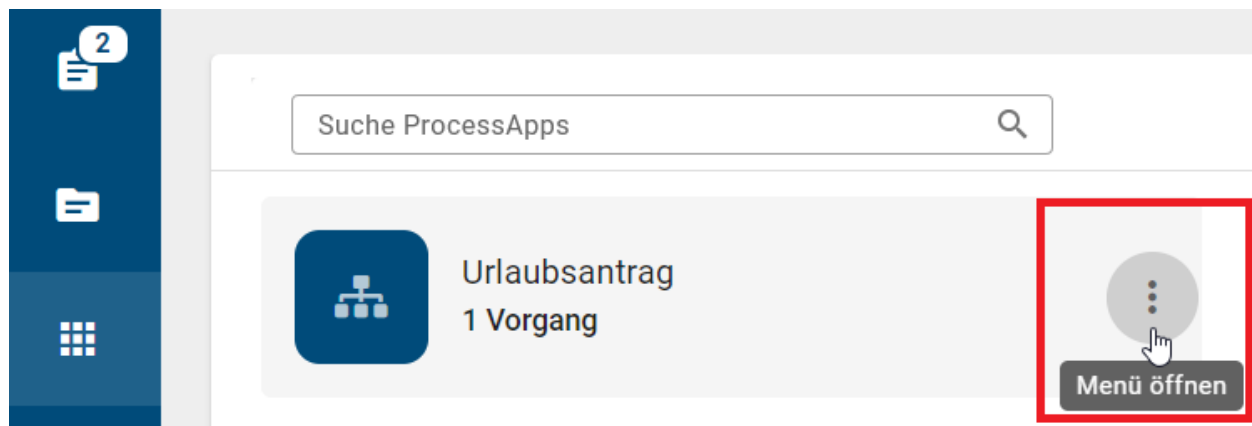 2
Suche ProcessApps
Urlaubsantrag
1 Vorgang
Menü öffnen